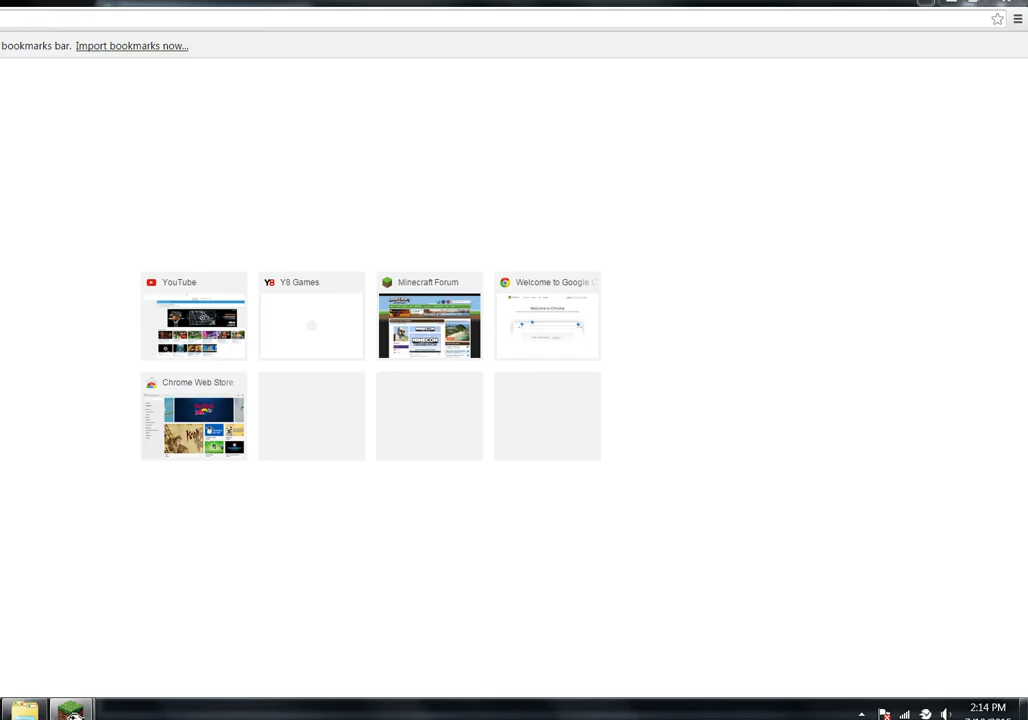 bookmarks bar. Import bookmarks now...
YouTube
Y8 Y8 Games
Minecraft Forum
Welcome to Google C
Chrome Web Store
2:14 PM